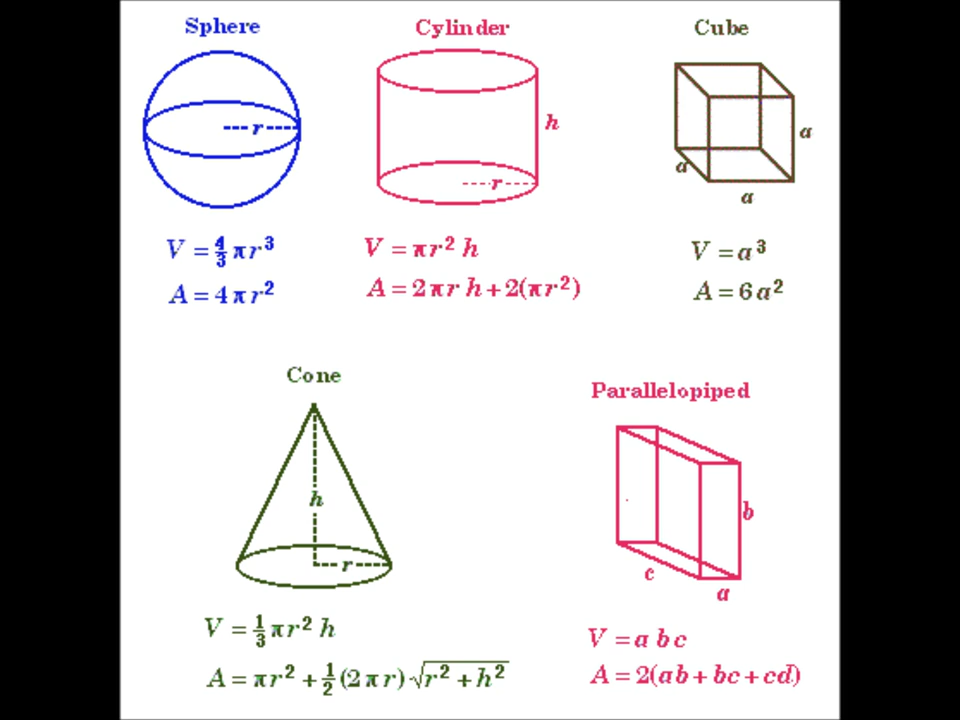 Sphere
Cylinder
Cube
r
h
r
a
a
a
V = 4/3 πr³
A = 4πr²
V = πr² h
A = 2πr h + 2(πr²)
V = a³
A = 6a²
Cone
Parallelopiped
h
r
b
c
a
V = 1/3 πr² h
A = πr² + 1/2 (2πr) √r² + h²
V = a b c
A = 2(ab + bc + cd)